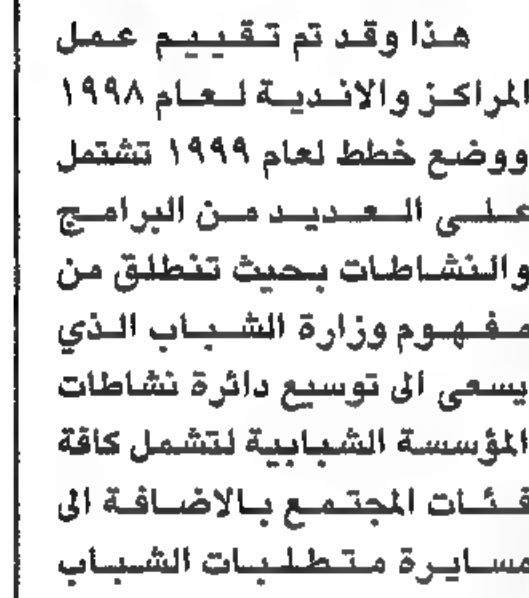 هذا وقد تم تقييم عمل
المراكز والاندية لعام ١٩٩٨
ووضع خطط لعام ١٩٩٩ تشتمل
على العديد من البرامج
والنشاطات بحيث تنطلق من
مفهوم وزارة الشباب الذي
يسعى الى توسيع دائرة نشاطات
المؤسسة الشبابية لتشمل كافة
فئات المجتمع بالاضافة الى
مسايرة متطلبات الشباب